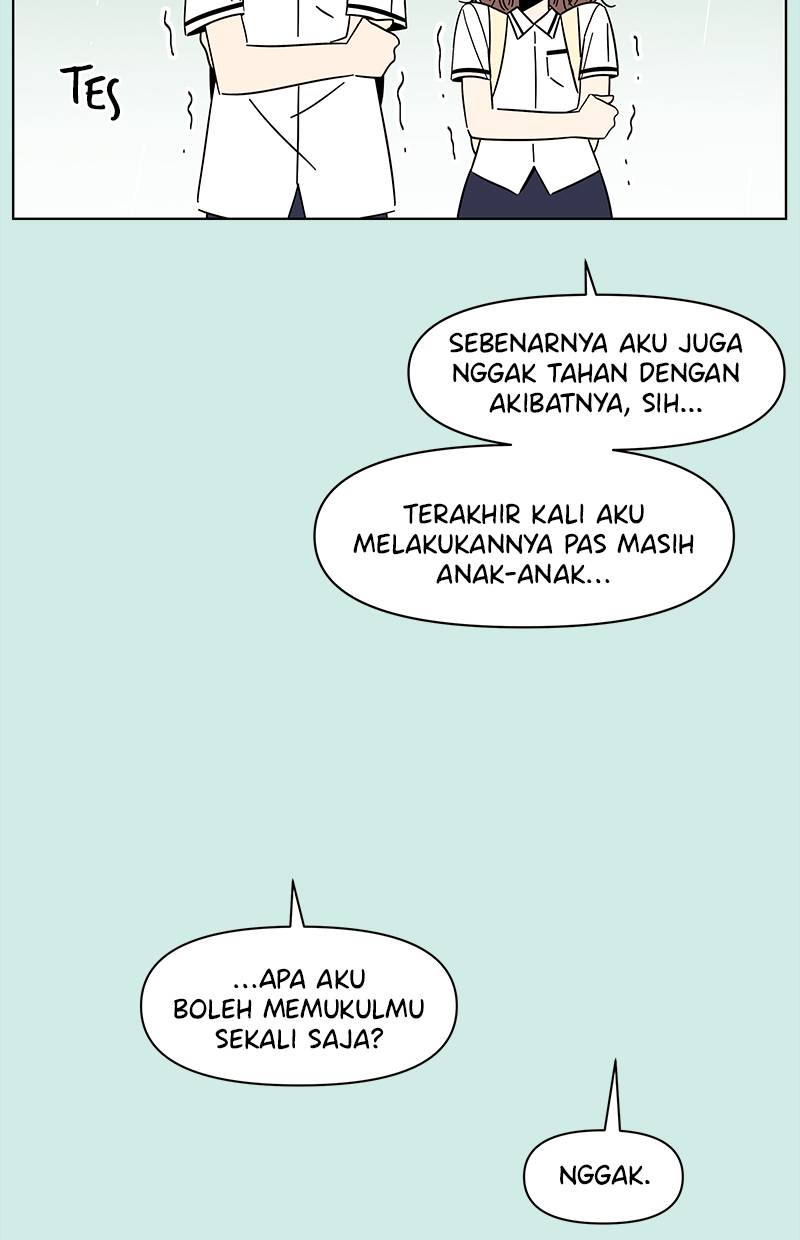 TES
SEBENARNYA AKU JUGA
NGGAK TAHAN DENGAN
AKIBATNYA, SIH...
TERAKHIR KALI AKU
MELAKUKANNYA PAS MASIH
ANAK-ANAK...
...APA AKU
BOLEH MEMUKULMU
SEKALI SAJA?
NGGAK.